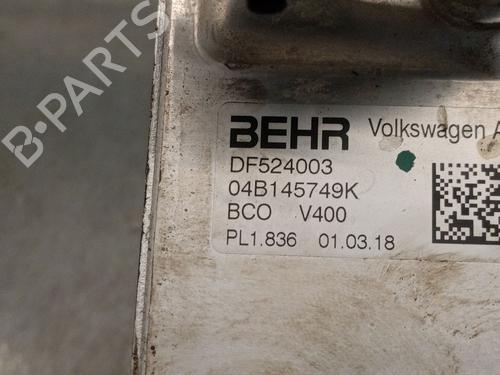 B-PARTS
BEHR Volkswagen A
DF524003
04B145749K
BCO V400
PL1.836 01.03.18